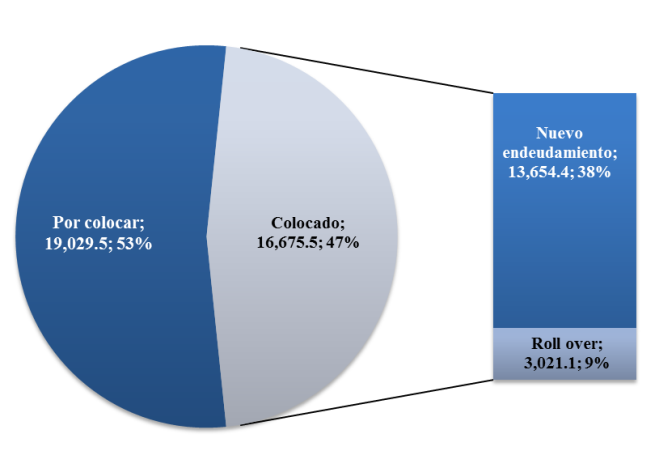 Por colocar;
19,029.5; 53%
Colocado;
16,675.5; 47%
Nuevo
endeudamiento;
13,654.4; 38%
Roll over;
3,021.1; 9%